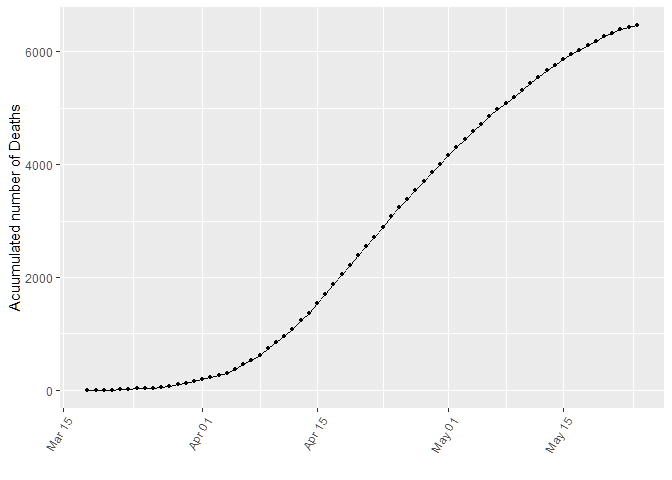 Acuumulated number of Deaths
6000
4000
2000
0
Mar 15
Apr 01
Apr 15
May 01
May 15